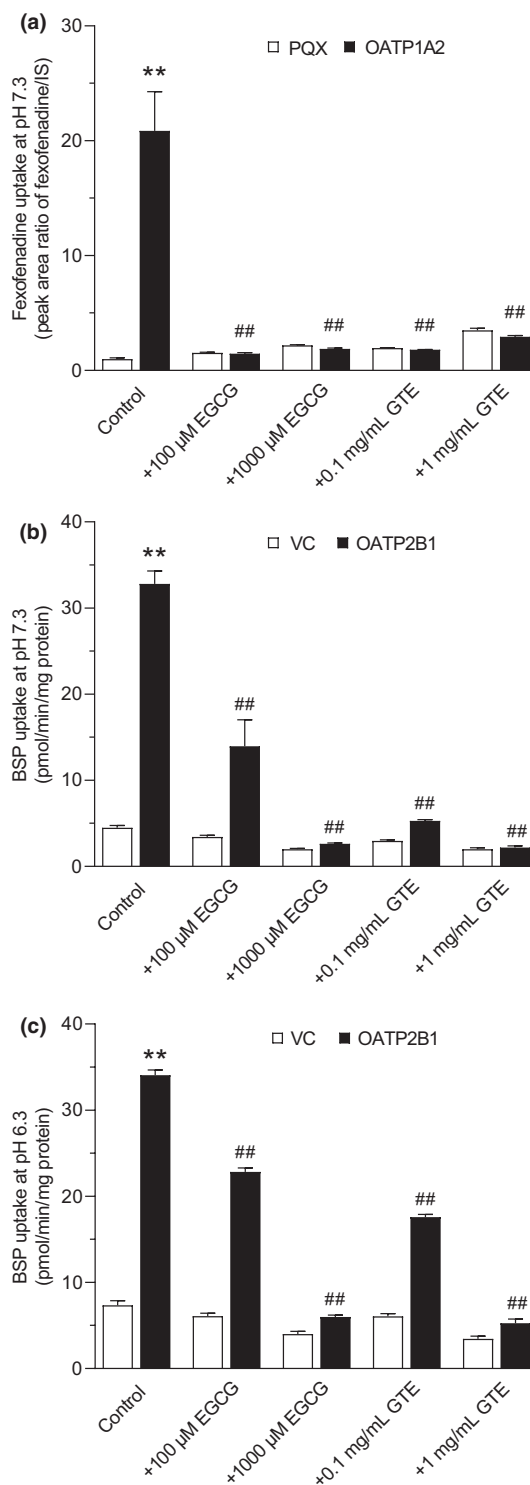 (a)
30
PQX OATP1A2
**
Fexofenadine uptake at pH 7.3
(peak area ratio of fexofenadine/IS)
20
10
## ## ## ##
0
Control
+100 µM EGCG
+1000 µM EGCG
+0.1 mg/mL GTE
+1 mg/mL GTE
(b)
40
VC OATP2B1
**
BSP uptake at pH 7.3
(pmol/min/mg protein)
30
20
## ## ## ##
10
0
Control
+100 µM EGCG
+1000 µM EGCG
+0.1 mg/mL GTE
+1 mg/mL GTE
(c)
40
VC OATP2B1
**
BSP uptake at pH 6.3
(pmol/min/mg protein)
30
20
## ## ## ##
10
0
Control
+100 µM EGCG
+1000 µM EGCG
+0.1 mg/mL GTE
+1 mg/mL GTE